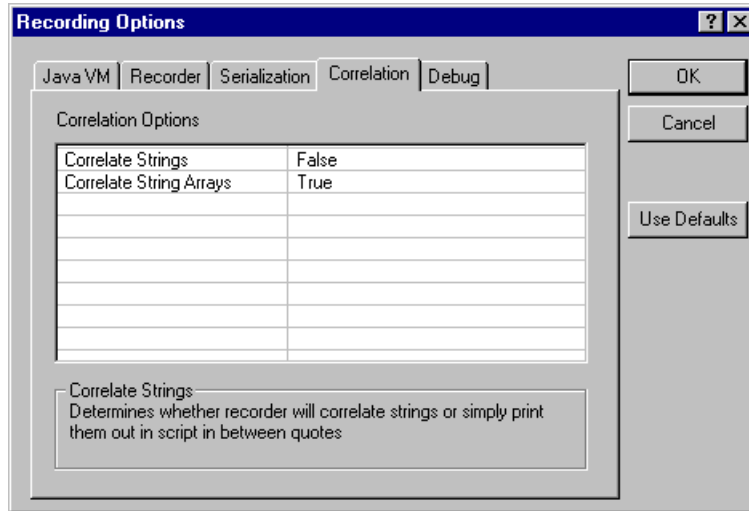 Recording Options
Java VM Recorder Serialization Correlation Debug
OK
Cancel
Use Defaults
Correlation Options
Correlate Strings False
Correlate String Arrays True
Correlate Strings
Determines whether recorder will correlate strings or simply print
them out in script in between quotes